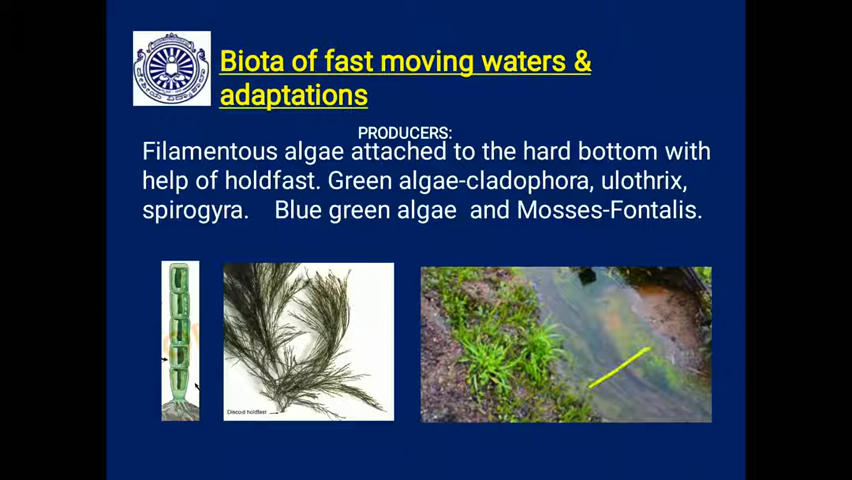 Biota of fast moving waters &
adaptations
PRODUCERS:
Filamentous algae attached to the hard bottom with
help of holdfast. Green algae-cladophora, ulothrix,
spirogyra. Blue green algae and Mosses-Fontalis.
Discoid holdfast